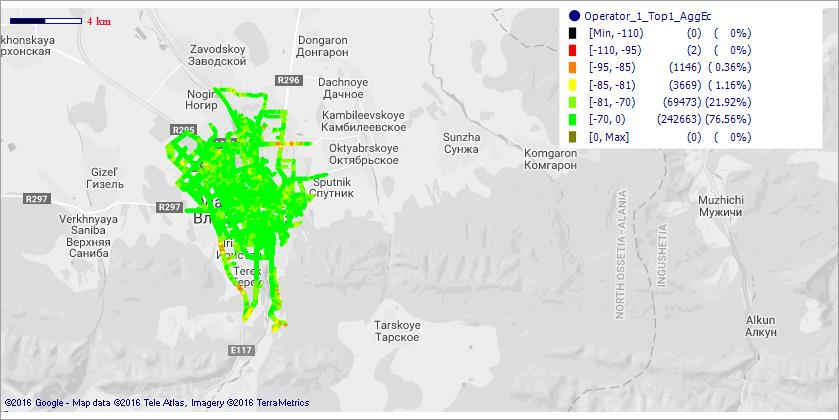 4 km
khonskaya
рхонская
Zavodskoy
Заводской
Dongaron
Донгарон
R296
Dachnoye
Дачное
Nogir
Ногир
Kambileevskoye
Камбилеевское
R295
Oktyabrskoye
Октябрьское
Sunzha
Сунжа
Komgaron
Комгарон
Gizel'
Гизель
Sputnik
Спутник
R297
R297
Muzhichi
Мужичи
Verkhnyaya
Saniba
Верхняя
Саниба
Terek
NORTH OSSETIA-ALANIA
INGUSHETIA
Tarskoye
Тарское
Alkun
Алкун
E117
Operator_1_Top1_AggEc
[Min, -110) (0) ( 0%)
[-110, -95) (2) ( 0%)
[-95, -85) (1146) ( 0.36%)
[-85, -81) (3669) ( 1.16%)
[-81, -70) (69473) (21.92%)
[-70, 0) (242663) (76.56%)
[0, Max] (0) ( 0%)
©2016 Google - Map data ©2016 Tele Atlas, Imagery ©2016 TerraMetrics